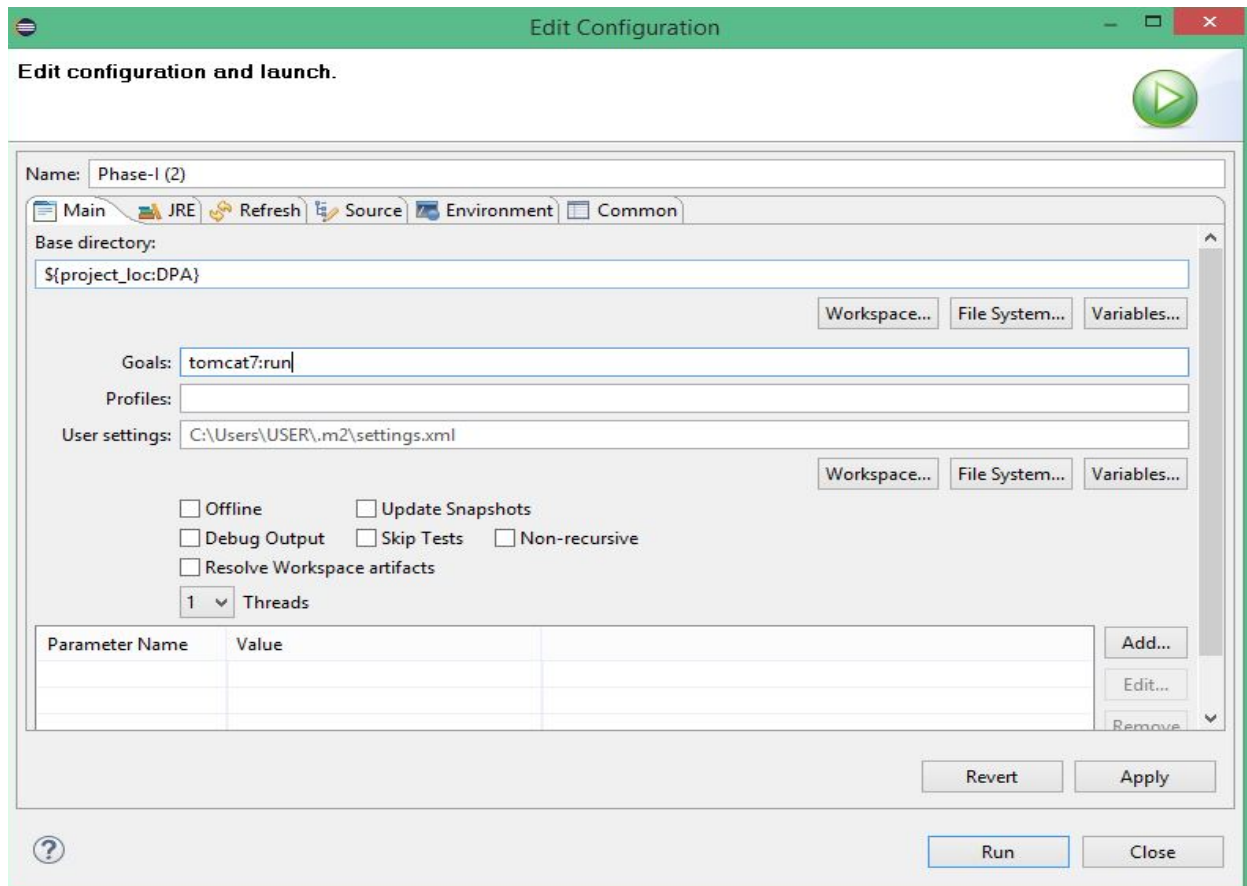 Edit Configuration
Edit configuration and launch.
Name: Phase-I (2)
Main JRE Refresh Source Environment Common
Base directory:
${project_loc:DPA}
Workspace... File System... Variables...
Goals: tomcat7:run
Profiles:
User settings: C:\Users\USER\.m2\settings.xml
Workspace... File System... Variables...
Offline Update Snapshots
Debug Output Skip Tests Non-recursive
Resolve Workspace artifacts
1 Threads
Parameter Name Value Add...
Edit...
Remove
Revert Apply
? Run Close